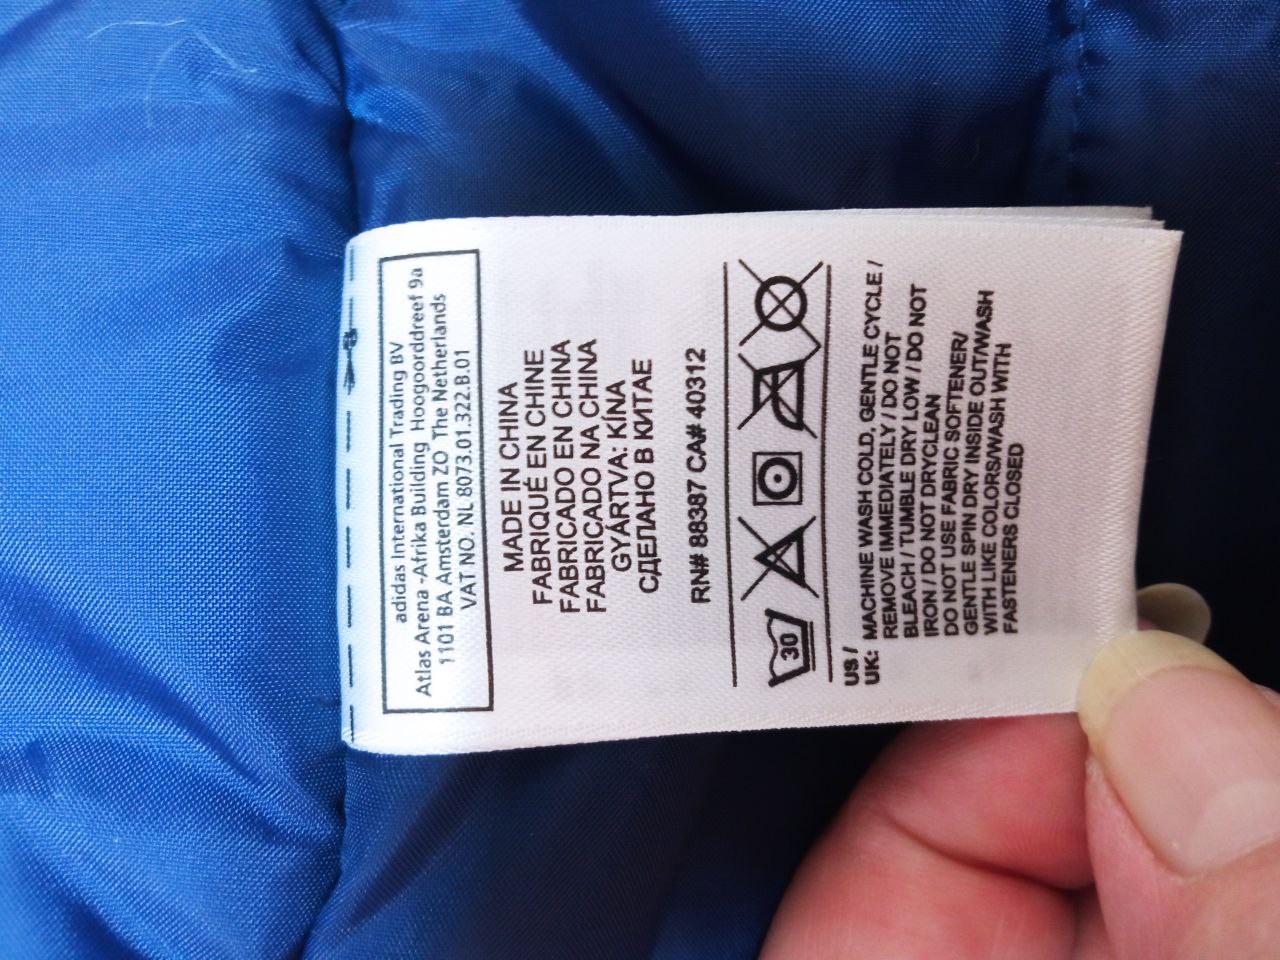 adidas International Trading BV
Atlas Arena -Afrika Building Hoogoorddreef 9a
1101 BA Amsterdam ZO The Netherlands
VAT NO. NL 8073.01.322.B.01
MADE IN CHINA
FABRIQUÉ EN CHINE
FABRICADO EN CHINA
FABRICADO NA CHINA
GYÁRTVA: KÍNA
СДЕЛАНО В КИТАЕ
RN# 88387 CA# 40312
30
US /
UK: MACHINE WASH COLD, GENTLE CYCLE /
REMOVE IMMEDIATELY / DO NOT
BLEACH / TUMBLE DRY LOW / DO NOT
IRON / DO NOT DRYCLEAN
DO NOT USE FABRIC SOFTENER/
GENTLE SPIN DRY INSIDE OUT/WASH
WITH LIKE COLORS/WASH WITH
FASTENERS CLOSED